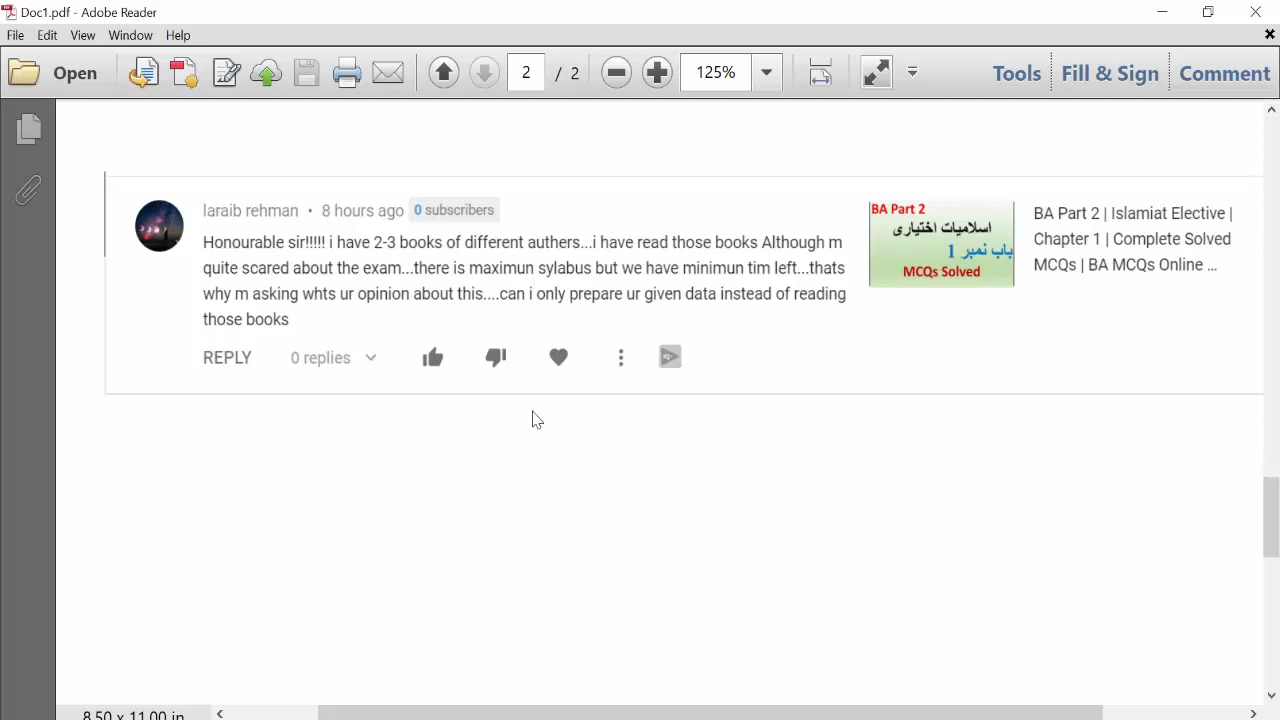 Doc1.pdf - Adobe Reader
File Edit View Window Help
Open 2 / 2 125% Tools Fill & Sign Comment
laraib rehman • 8 hours ago 0 subscribers
Honourable sir!!!!! i have 2-3 books of different authers...i have read those books Although m
quite scared about the exam...there is maximun sylabus but we have minimun tim left...thats
why m asking whts ur opinion about this....can i only prepare ur given data instead of reading
those books
REPLY 0 replies
BA Part 2
اسلامیات اختیاری
باب نمبر 1
MCQs Solved
BA Part 2 | Islamiat Elective |
Chapter 1 | Complete Solved
MCQs | BA MCQs Online ...
8.50 x 11.00 in